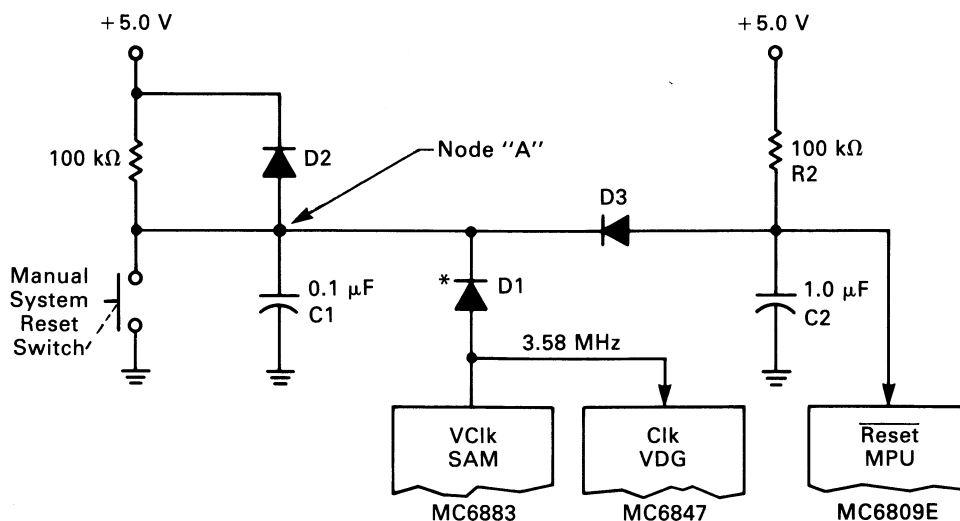 +5.0 V
+5.0 V
100 kΩ
D2
Node "A"
100 kΩ
R2
D3
Manual
System
Reset
Switch
0.1 µF
C1
* D1
1.0 µF
C2
3.58 MHz
VClk
SAM
Clk
VDG
Reset
MPU
MC6883
MC6847
MC6809E